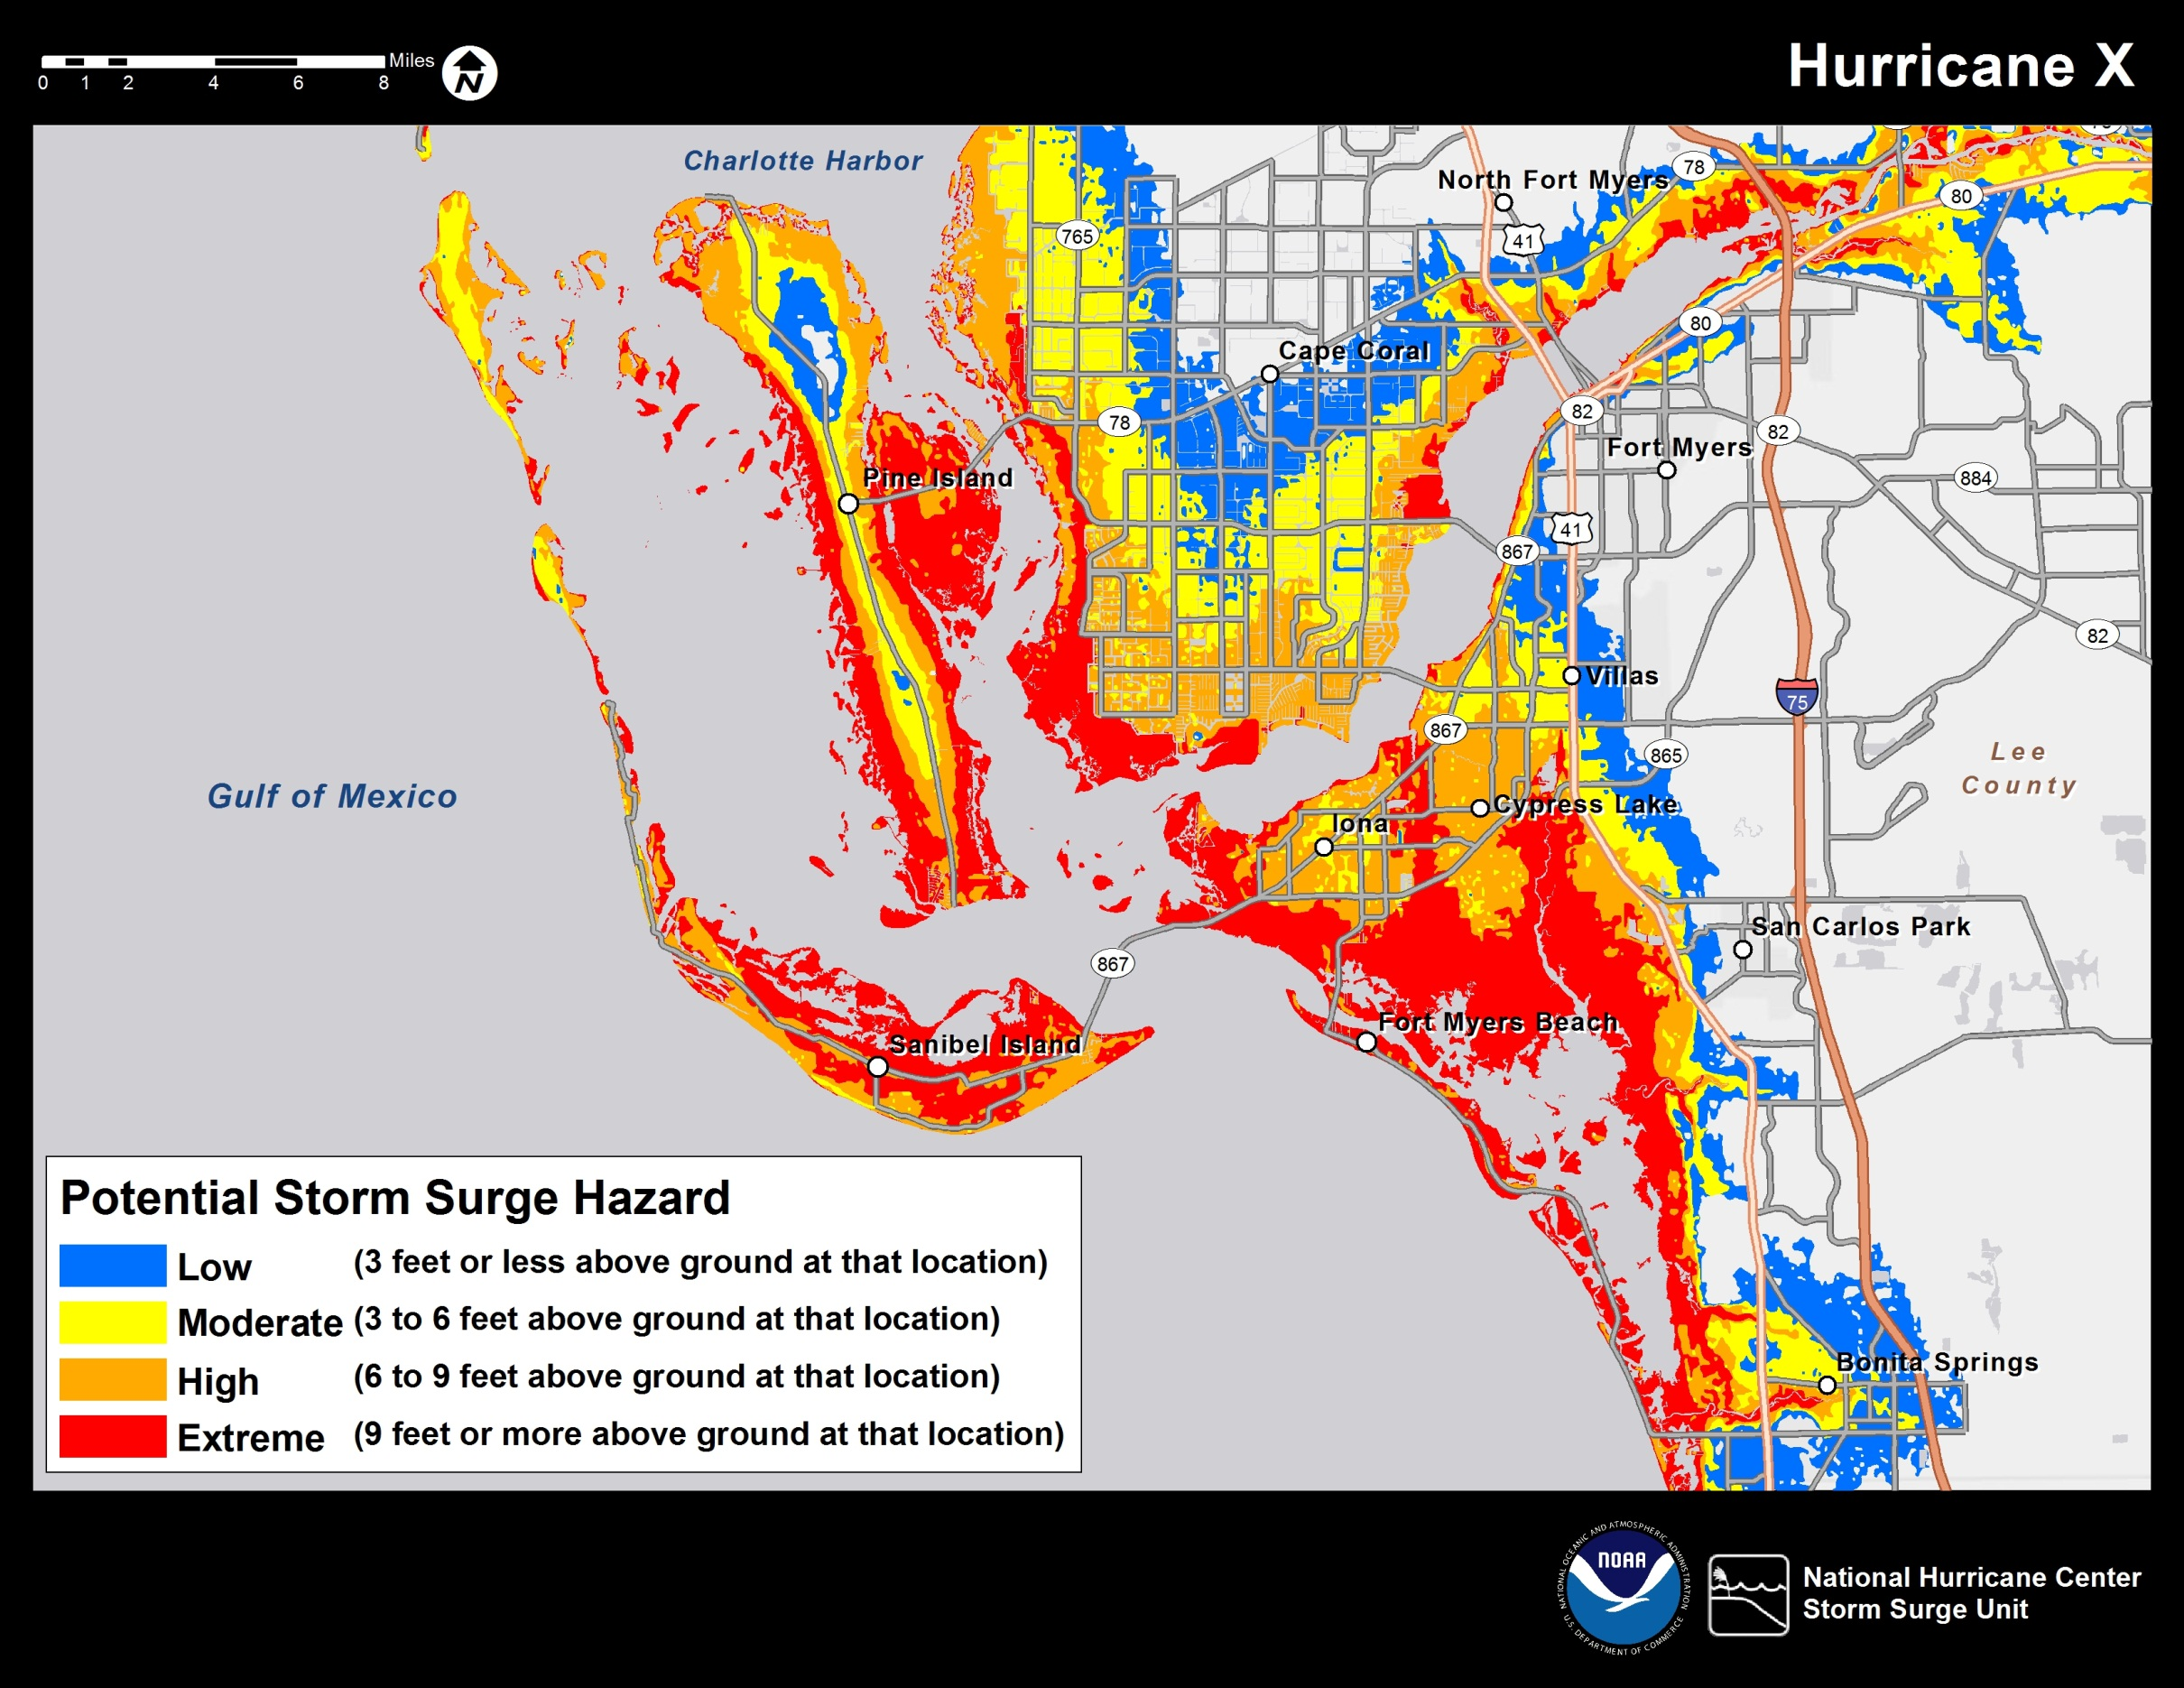 Hurricane X
Miles
0 1 2 4 6 8
N
Charlotte Harbor
North Fort Myers
78
80
765
41
80
Cape Coral
78
82
82
Fort Myers
884
Pine Island
41
867
82
Villas
75
867
865
Lee
County
Gulf of Mexico
Cypress Lake
Iona
San Carlos Park
867
Fort Myers Beach
Sanibel Island
Bonita Springs
Potential Storm Surge Hazard
Low (3 feet or less above ground at that location)
Moderate (3 to 6 feet above ground at that location)
High (6 to 9 feet above ground at that location)
Extreme (9 feet or more above ground at that location)
NATIONAL OCEANIC AND ATMOSPHERIC ADMINISTRATION
NOAA
U.S. DEPARTMENT OF COMMERCE
National Hurricane Center
Storm Surge Unit